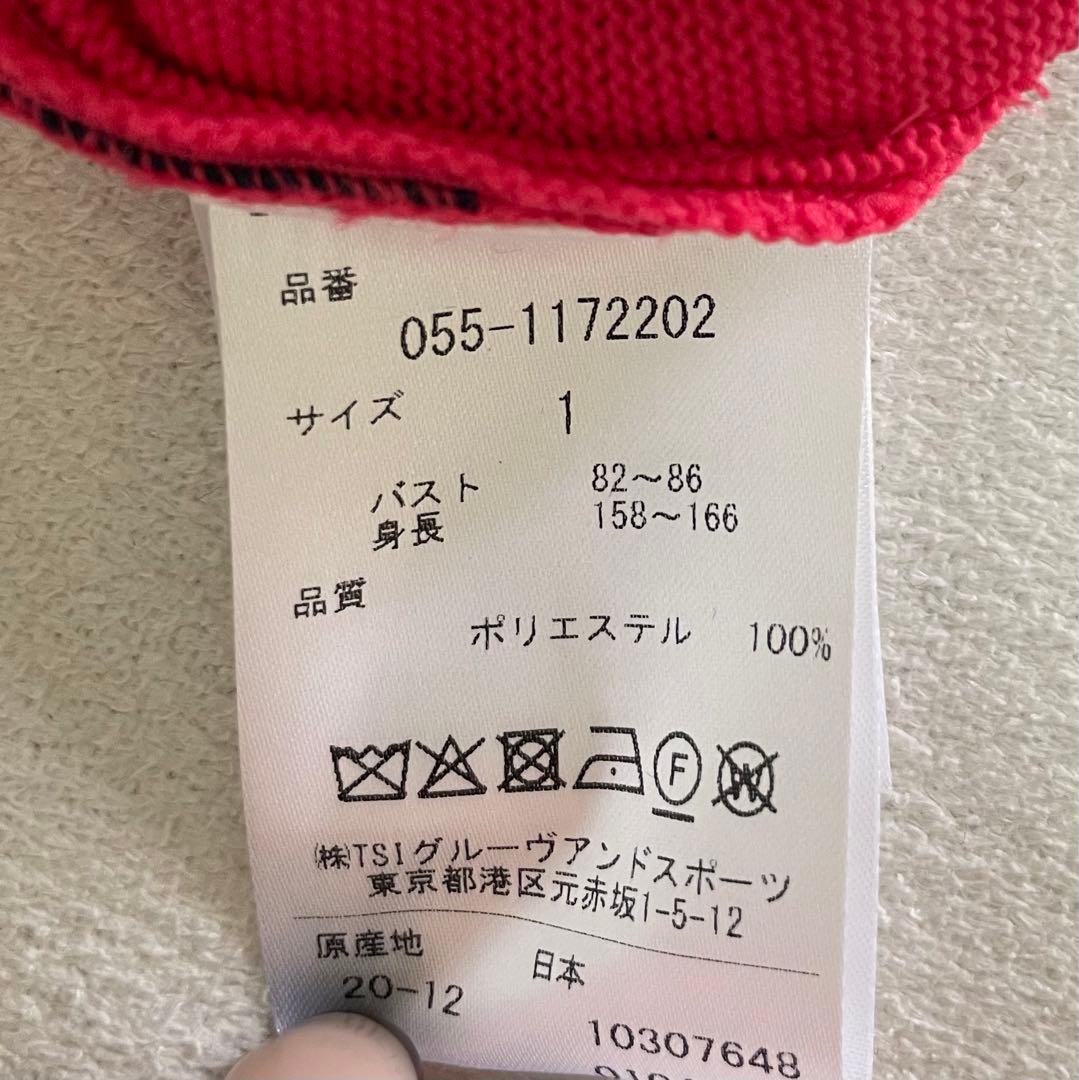 品番
055-1172202
サイズ 1
バスト 82～86
身長 158～166
品質
ポリエステル 100%
F
W
㈱TSIグルーヴアンドスポーツ
東京都港区元赤坂1-5-12
原産地 日本
20-12
10307648